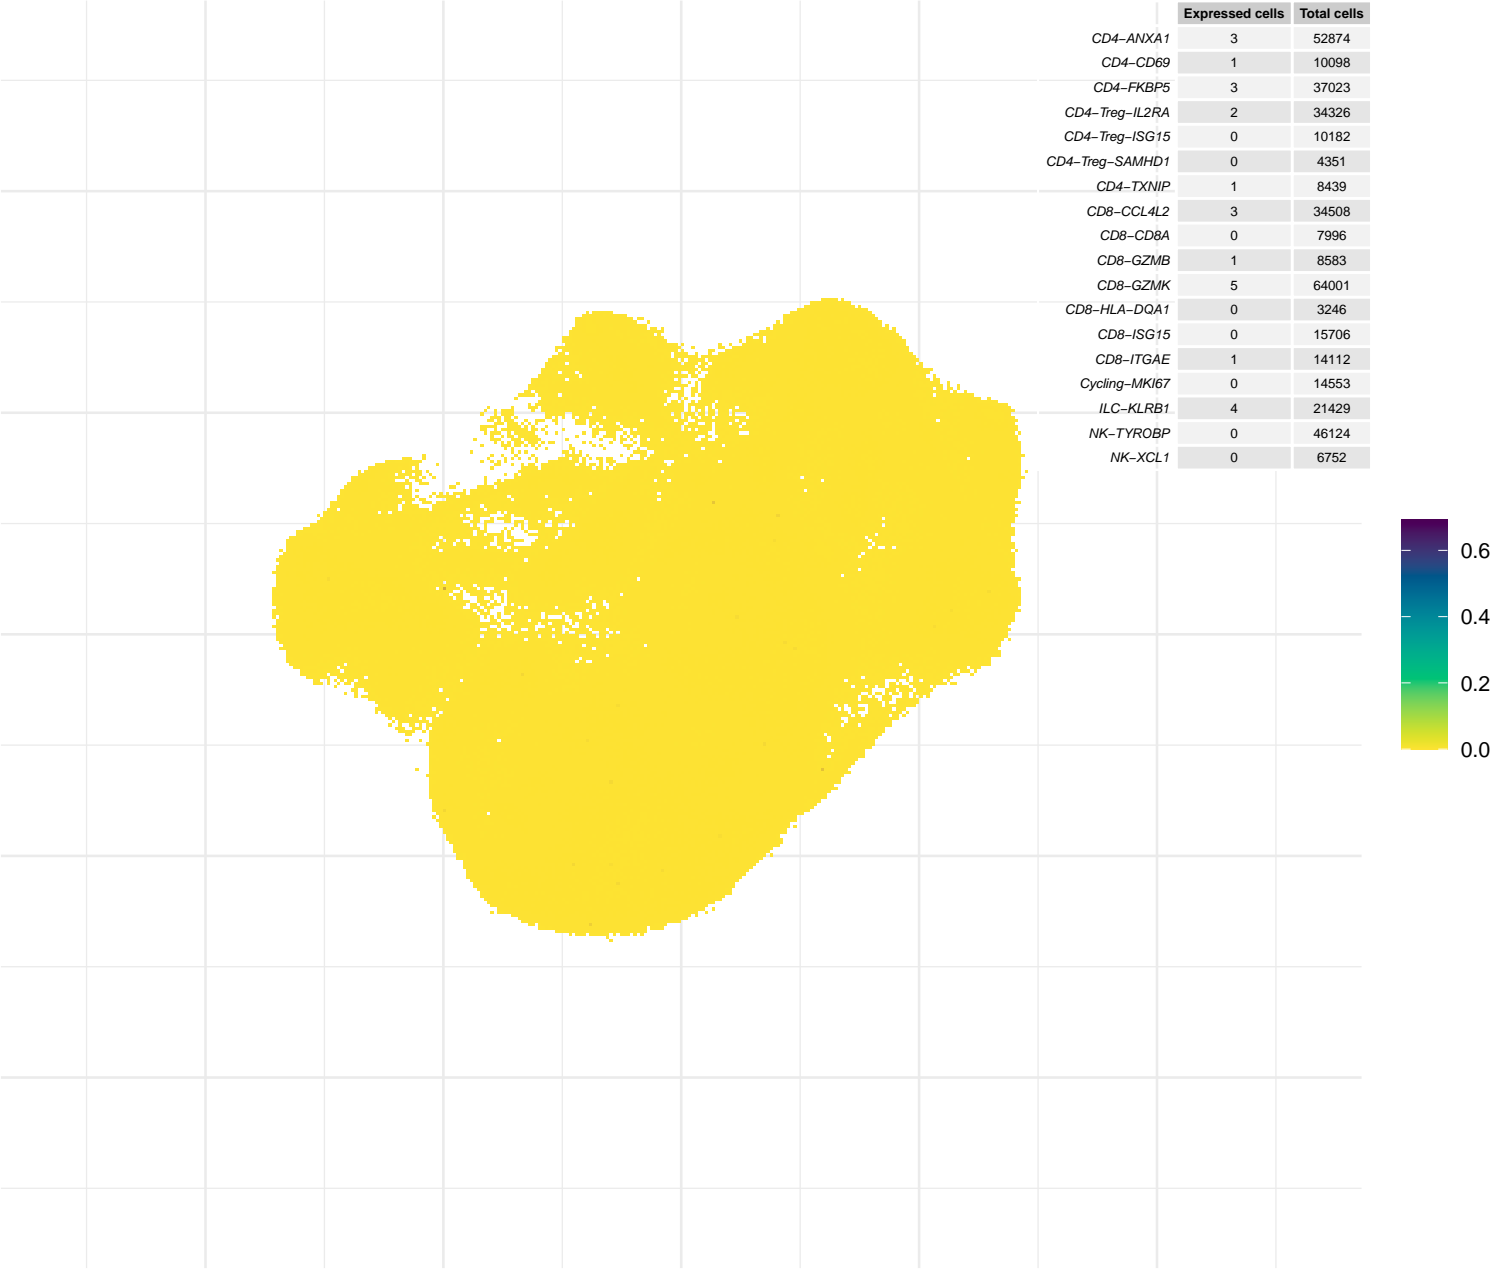 Expressed cells Total cells
CD4−ANXA1 3 52874
CD4−CD69 1 10098
CD4−FKBP5 3 37023
CD4−Treg−IL2RA 2 34326
CD4−Treg−ISG15 0 10182
CD4−Treg−SAMHD1 0 4351
CD4−TXNIP 1 8439
CD8−CCL4L2 3 34508
CD8−CD8A 0 7996
CD8−GZMB 1 8583
CD8−GZMK 5 64001
CD8−HLA−DQA1 0 3246
CD8−ISG15 0 15706
CD8−ITGAE 1 14112
Cycling−MKI67 0 14553
ILC−KLRB1 4 21429
NK−TYROBP 0 46124
NK−XCL1 0 6752
0.6
0.4
0.2
0.0